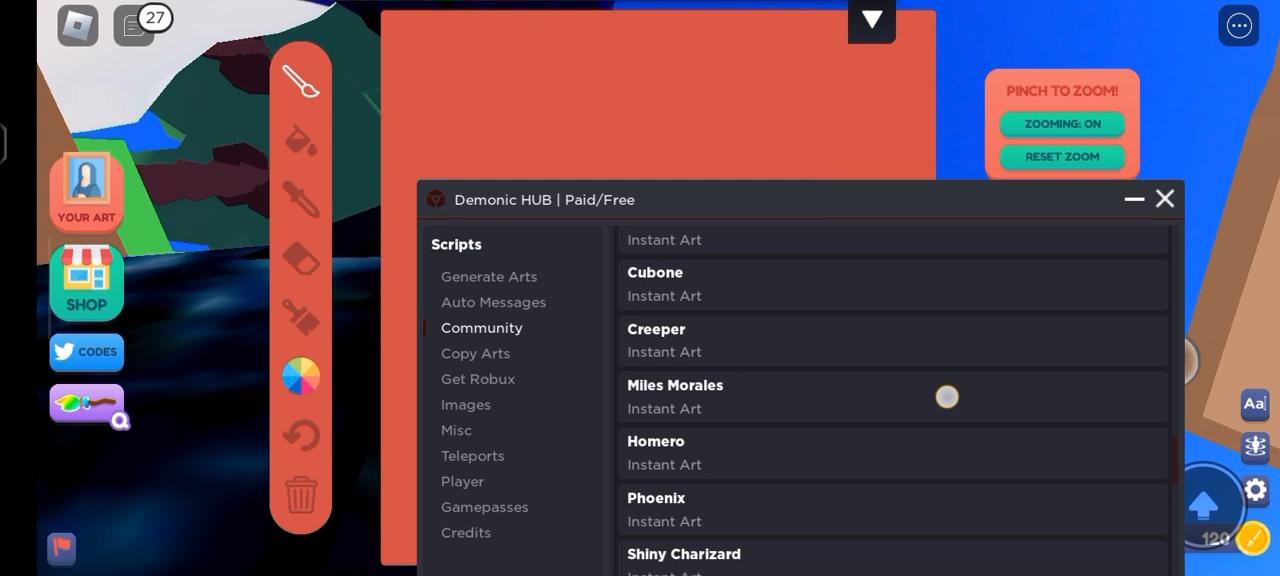 27
PINCH TO ZOOM!
ZOOMING: ON
RESET ZOOM
YOUR ART
SHOP
CODES
Demonic HUB | Paid/Free
Scripts
Generate Arts
Auto Messages
Community
Copy Arts
Get Robux
Images
Misc
Teleports
Player
Gamepasses
Credits
Instant Art
Cubone
Instant Art
Creeper
Instant Art
Miles Morales
Instant Art
Homero
Instant Art
Phoenix
Instant Art
Shiny Charizard
Aa
120